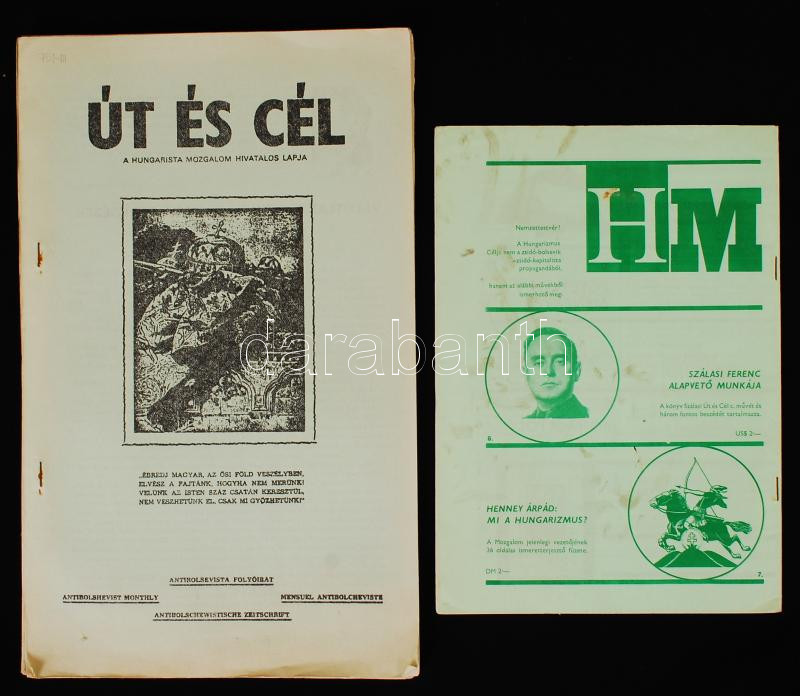 ÚT ÉS CÉL
A HUNGARISTA MOZGALOM HIVATALOS LAPJA
„ÉBREDJ MAGYAR, AZ ŐSI FÖLD VESZÉLYBEN,
ELVÉSZ A FAJTÁNK, HOGYHA NEM MERÜNK!
VELÜNK AZ ISTEN SZÁZ CSATÁN KERESZTÜL,
NEM VESZHETÜNK EL, CSAK MI GYŐZHETÜNK!"
ANTIBOLSEVISTA FOLYÓIRAT
ANTIBOLSHEVIST MONTHLY
MENSUEL ANTIBOLCHEVISTE
ANTIBOLSCHEWISTISCHE ZEITSCHRIFT
HM
Nemzettestvér!
A Hungarizmus
Célját nem a zsidó-bolsevik
-zsidó-kapitalista
propagandából,
hanem az alábbi művekből
ismerhető meg:
SZÁLASI FERENC
ALAPVETŐ MUNKÁJA
A könyv Szálasi Út és Cél c. művét és
három fontos beszédét tartalmazza.
US$ 2·—
6.
HENNEY ÁRPÁD:
MI A HUNGARIZMUS?
A Mozgalom jelenlegi vezetőjének
36 oldalas ismeretterjesztő füzete.
DM 2·—
7.
darabanth